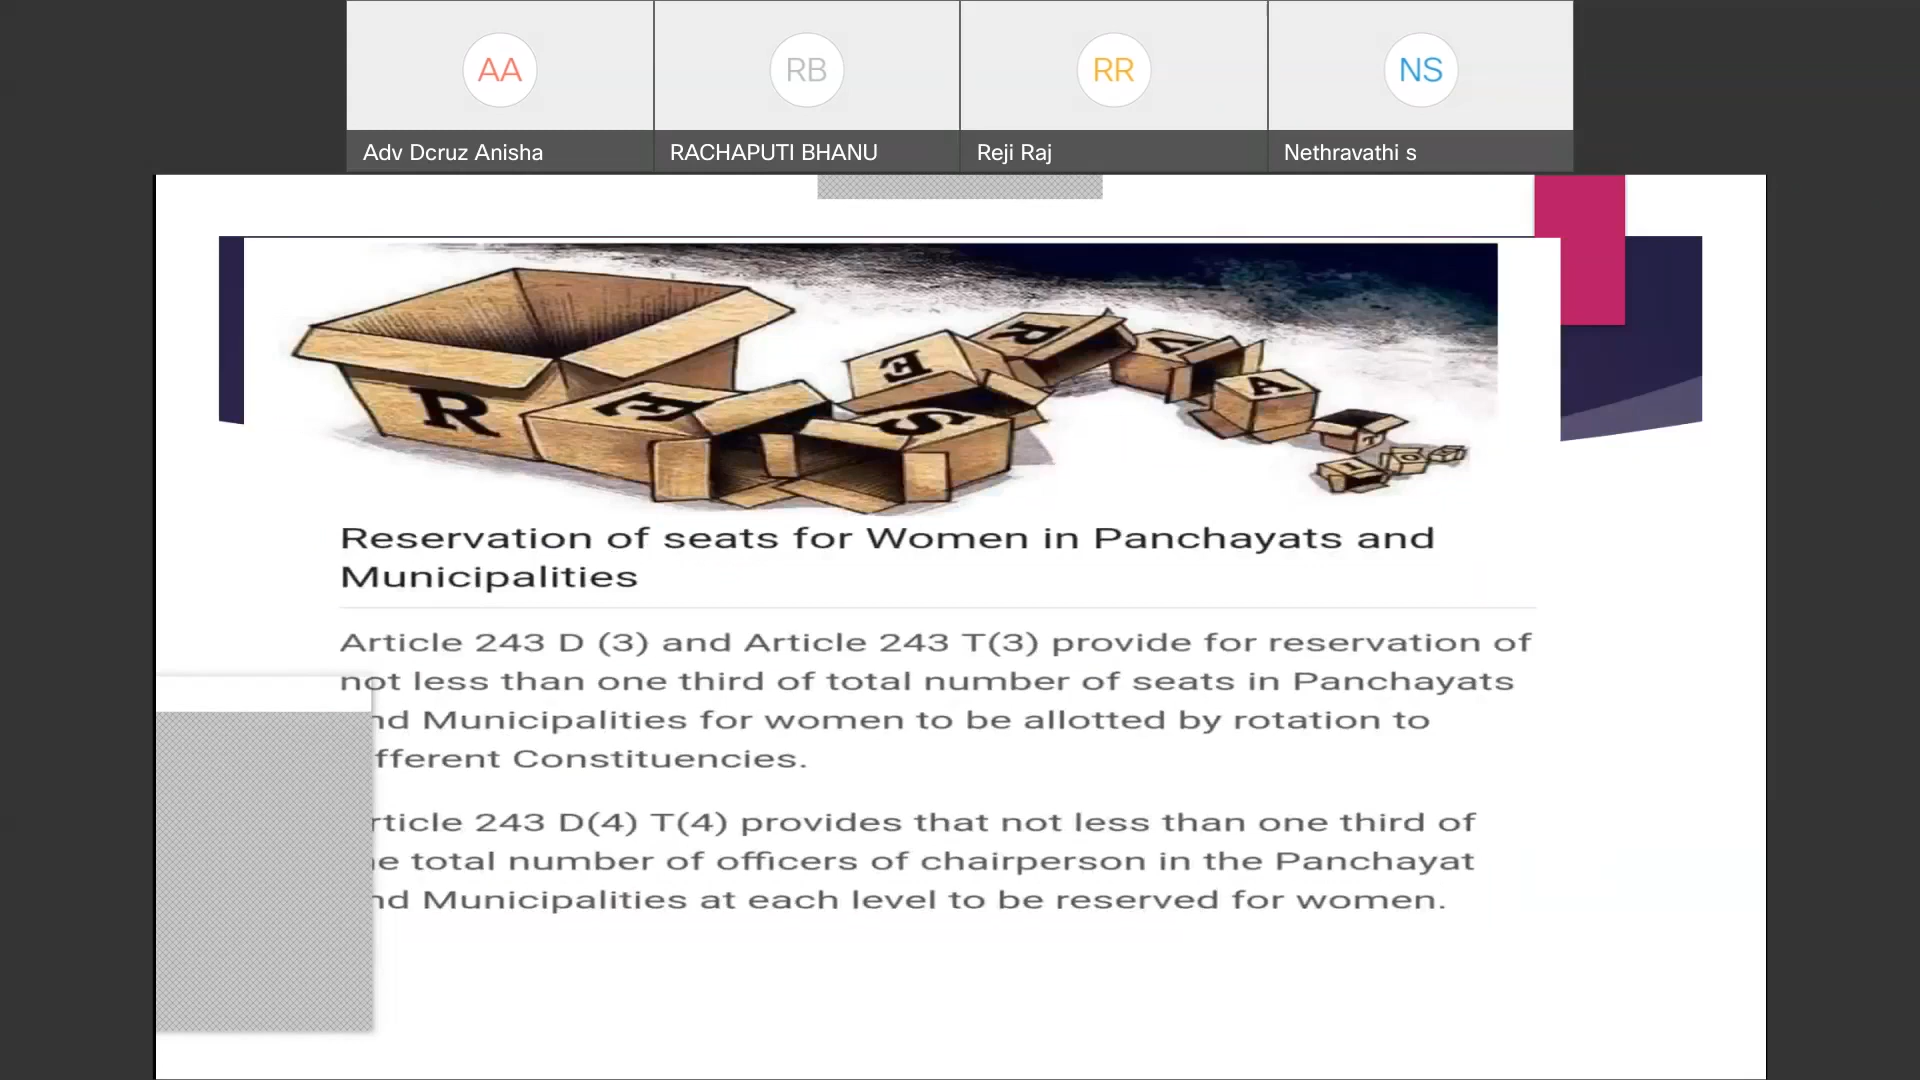 AA
RB
RR
NS
Adv Dcruz Anisha
RACHAPUTI BHANU
Reji Raj
Nethravathi s
R E S E R V A T I O
Reservation of seats for Women in Panchayats and
Municipalities
Article 243 D (3) and Article 243 T(3) provide for reservation of
not less than one third of total number of seats in Panchayats
nd Municipalities for women to be allotted by rotation to
fferent Constituencies.
rticle 243 D(4) T(4) provides that not less than one third of
e total number of officers of chairperson in the Panchayat
nd Municipalities at each level to be reserved for women.